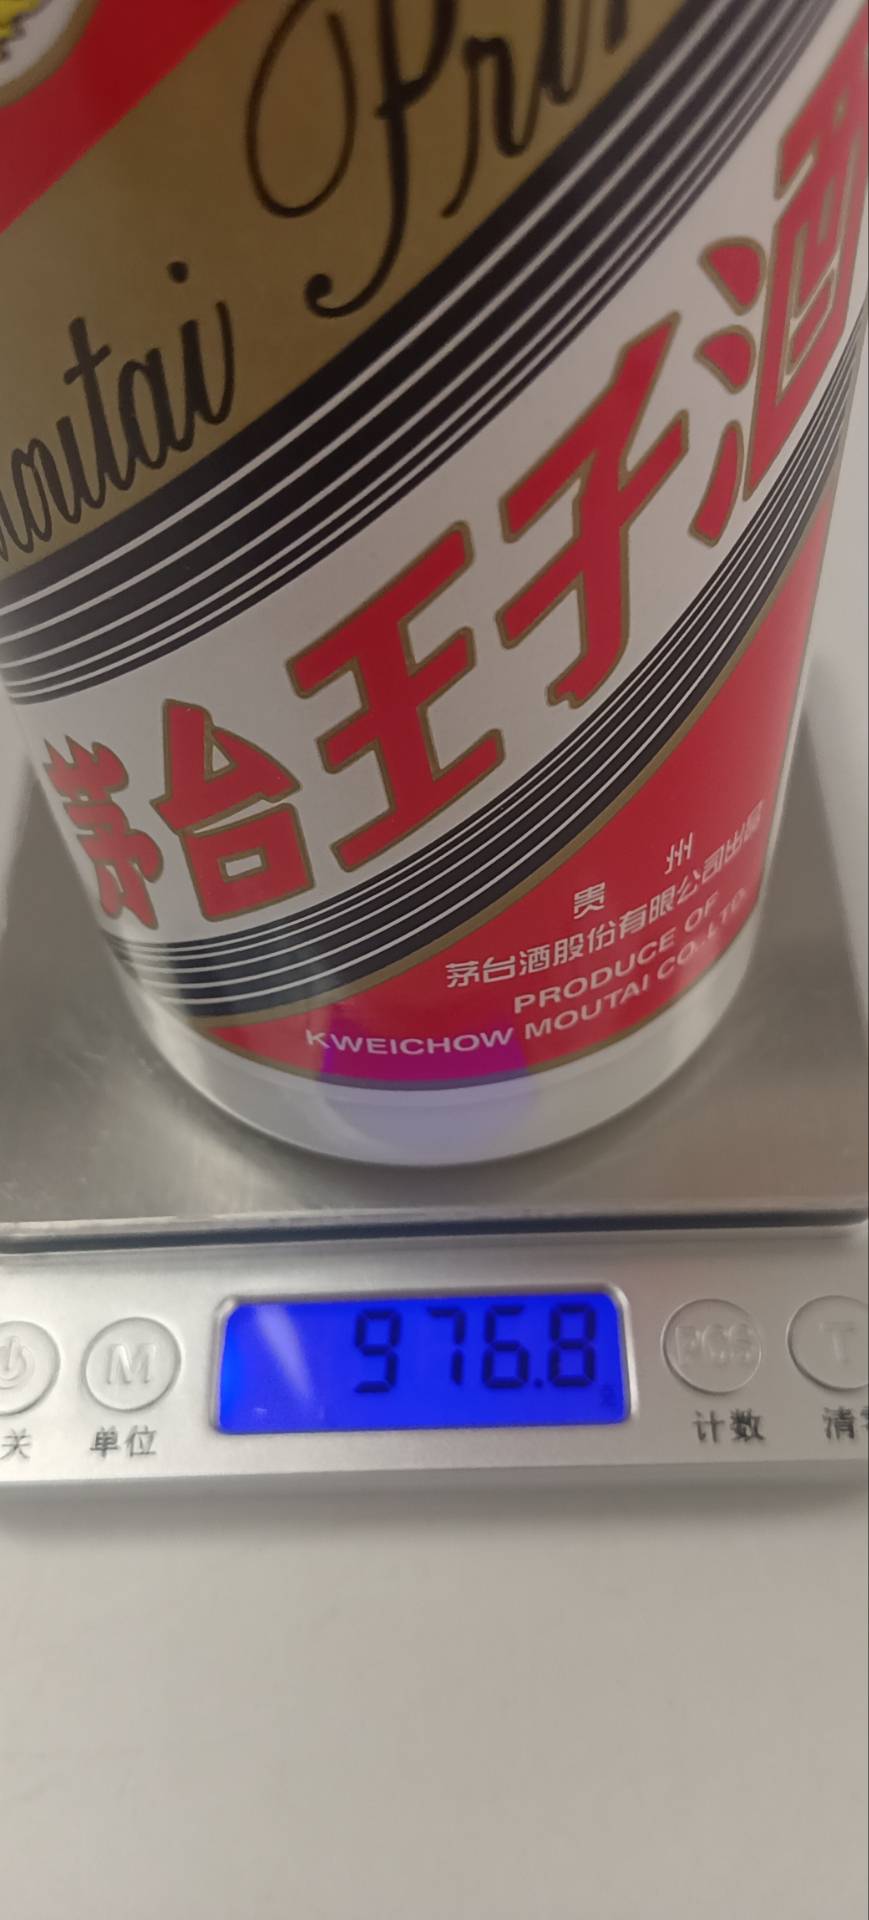 Moutai Prin
茅台王子酒
贵州
茅台酒股份有限公司出品
PRODUCE OF
KWEICHOW MOUTAI CO.,LTD.
976.8
M
PCS
T
关
单位
计数
清